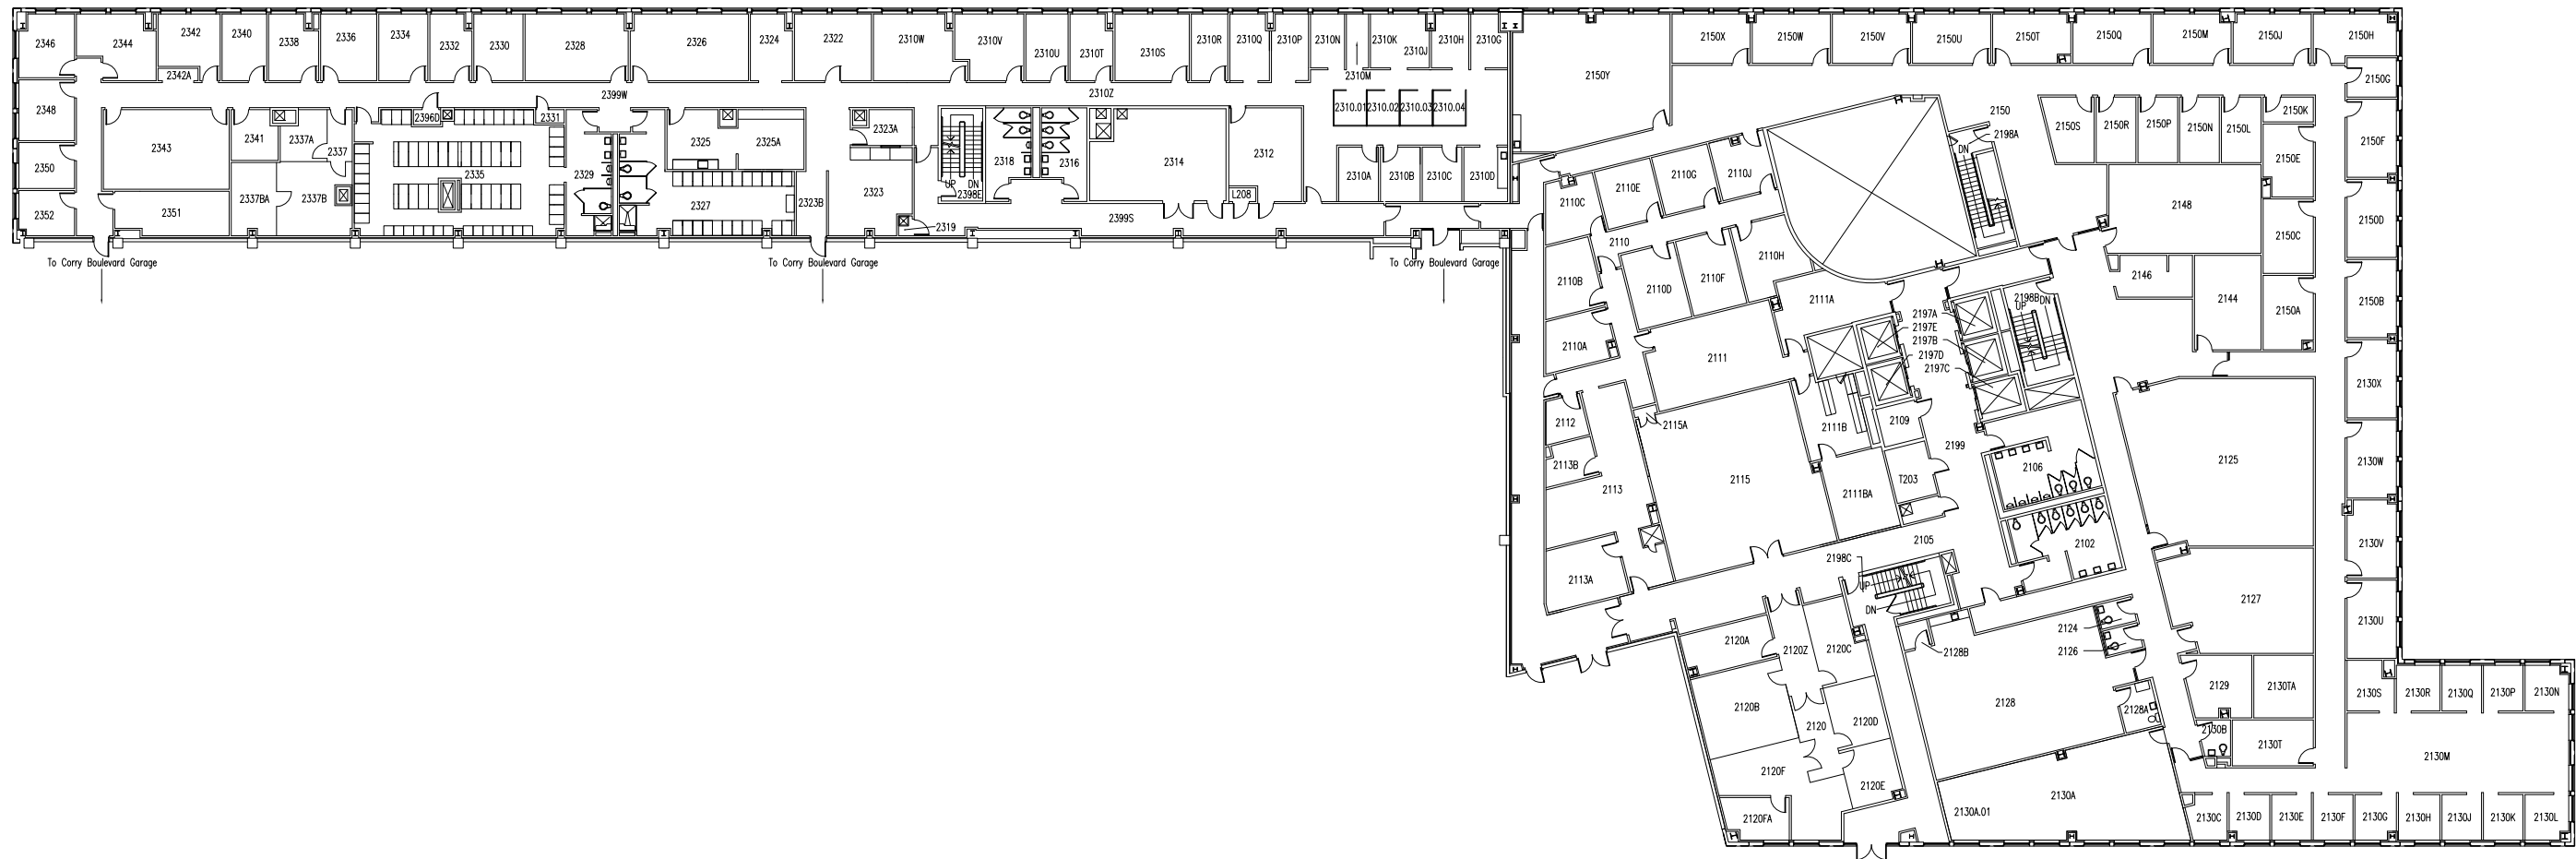 2346
2344
2342
2340
2338
2336
2334
2332
2330
2328
2326
2324
2322
2310W
2310V
2310U
2310T
2310S
2310R
2310Q
2310P
2310N
2310K
2310J
2310H
2310G
2342A
2310M
2399W
2310Z
2348
2350
2352
2343
2351
2341
2337A
2337
2337BA
2337B
2396D
2331
2335
2329
2325
2325A
2327
2323B
2323A
2323
2319
UP
DN
2398E
2318
2316
2314
2312
L208
2399S
2310.01
2310.02
2310.03
2310.04
2310A
2310B
2310C
2310D
To Corry Boulevard Garage
To Corry Boulevard Garage
To Corry Boulevard Garage
2150Y
2150X
2150W
2150V
2150U
2150T
2150Q
2150M
2150J
2150H
2150G
2150K
2150
2150S
2150R
2150P
2150N
2150L
2150F
2150E
2150D
2150C
2150B
2150A
2198A
DN
2148
2146
2144
2110C
2110E
2110G
2110J
2110
2110B
2110D
2110F
2110H
2110A
2111A
2111
2197A
2197E
2197B
2197D
2197C
2198B
UP
DN
2112
2113B
2113
2113A
2115A
2115
2111B
2111BA
2109
T203
2199
2106
2102
2105
2198C
UP
DN
2125
2127
2130X
2130W
2130V
2130U
2124
2126
2128B
2128
2128A
2129
2130TA
2130B
2130T
2120A
2120Z
2120C
2120B
2120
2120D
2120F
2120E
2120FA
2130A.01
2130A
2130S
2130R
2130Q
2130P
2130N
2130M
2130C
2130D
2130E
2130F
2130G
2130H
2130J
2130K
2130L